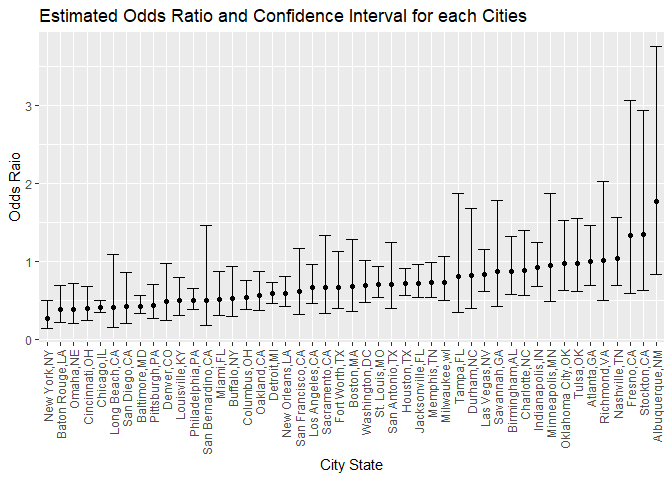 Estimated Odds Ratio and Confidence Interval for each Cities
Odds Raio
3
2
1
0
New York,NY
Baton Rouge,LA
Omaha,NE
Cincinnati,OH
Chicago,IL
Long Beach,CA
San Diego,CA
Baltimore,MD
Pittsburgh,PA
Denver,CO
Louisville,KY
Philadelphia,PA
San Bernardino,CA
Miami,FL
Buffalo,NY
Columbus,OH
Oakland,CA
Detroit,MI
New Orleans,LA
San Francisco,CA
Los Angeles,CA
Sacramento,CA
Fort Worth,TX
Boston,MA
Washington,DC
St. Louis,MO
San Antonio,TX
Houston,TX
Jacksonville,FL
Memphis,TN
Milwaukee,wI
Tampa,FL
Durham,NC
Las Vegas,NV
Savannah,GA
Birmingham,AL
Charlotte,NC
Indianapolis,IN
Minneapolis,MN
Oklahoma City,OK
Tulsa,OK
Atlanta,GA
Richmond,VA
Nashville,TN
Fresno,CA
Stockton,CA
Albuquerque,NM
City State